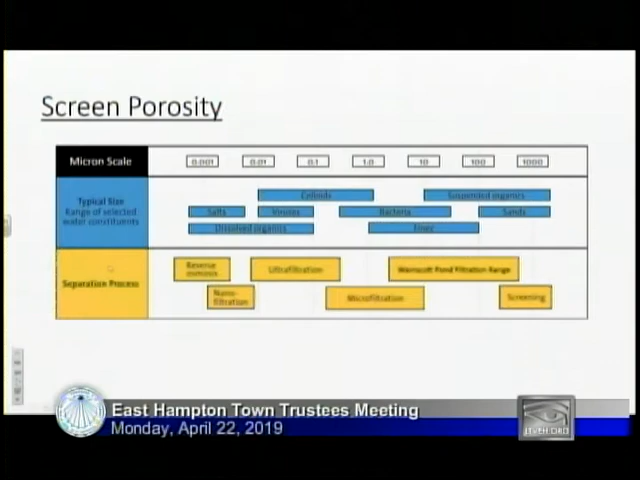 Screen Porosity
Micron Scale
0.001 0.01 0.1 1.0 10 100 1000
Typical Size
Range of selected
water constituents
Colloids Suspended organics
Salts Viruses Bacteria Sands
Dissolved organics
Separation Process
Reverse
osmosis
Ultrafiltration
Wainscott Pond Filtration Range
Nano-
filtration
Microfiltration
Screening
East Hampton Town Trustees Meeting
Monday, April 22, 2019